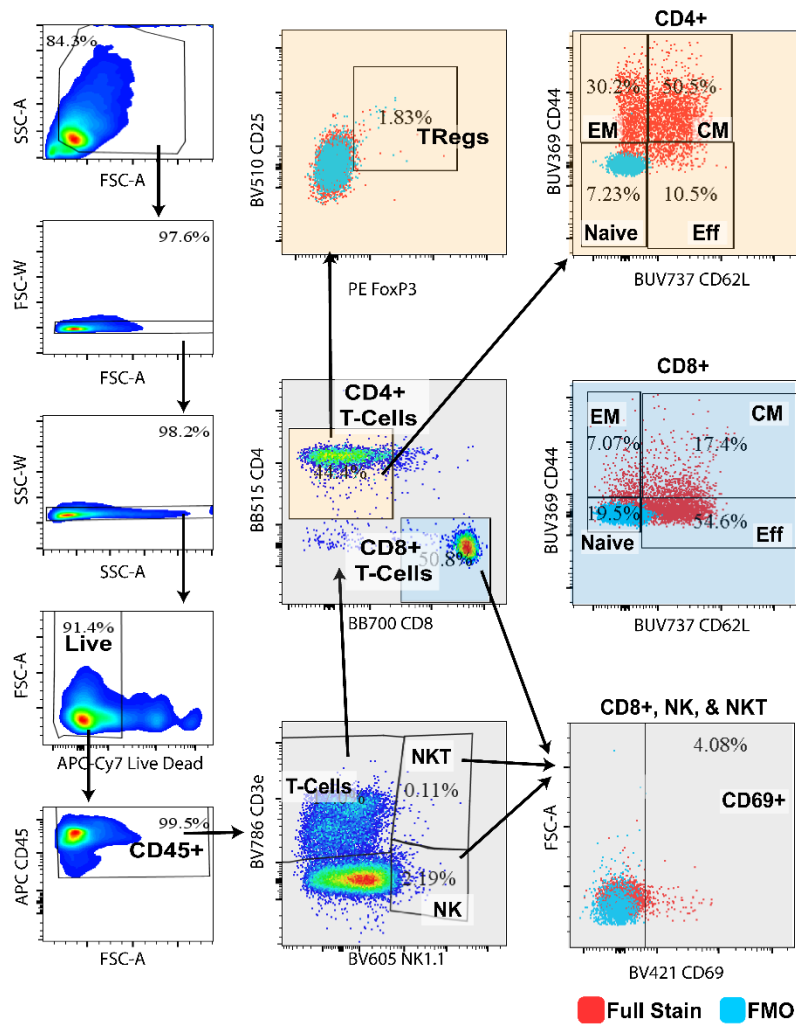 84.3%
SSC-A
FSC-A
97.6%
FSC-W
FSC-A
98.2%
SSC-W
SSC-A
91.4%
Live
FSC-A
APC-Cy7 Live Dead
99.5%
CD45+
APC CD45
FSC-A
1.83%
TRegs
BV510 CD25
PE FoxP3
CD4+
T-Cells
44.4%
BB515 CD4
CD8+
T-Cells
50.8%
BB700 CD8
NKT
T-Cells
0.11%
2.19%
NK
BV786 CD3e
BV605 NK1.1
CD4+
30.2%
50.5%
EM
CM
7.23%
10.5%
Naive
Eff
BUV369 CD44
BUV737 CD62L
CD8+
EM
CM
7.07%
17.4%
19.5%
54.6%
Naive
Eff
BUV369 CD44
BUV737 CD62L
CD8+, NK, & NKT
4.08%
CD69+
FSC-A
BV421 CD69
Full Stain
FMO